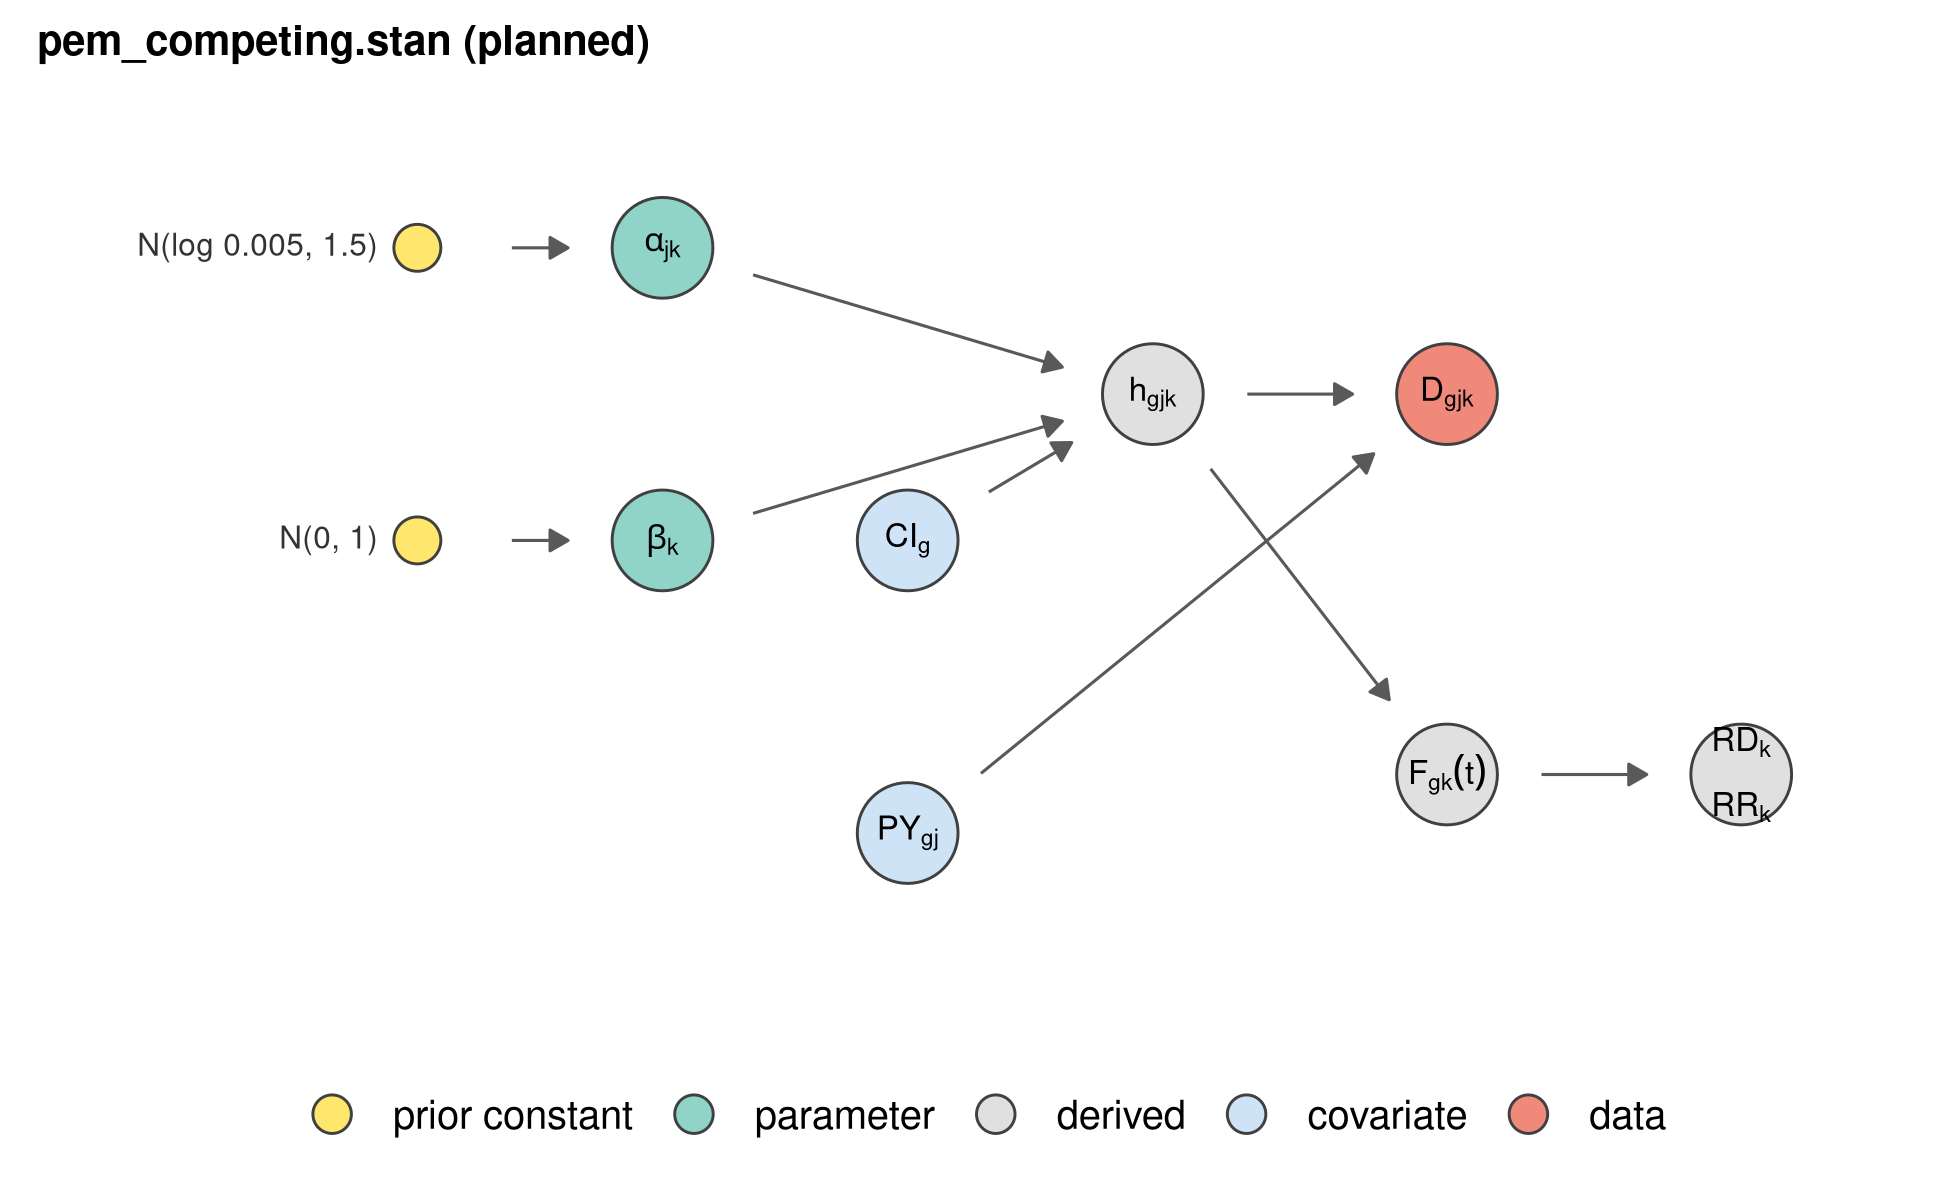 pem_competing.stan (planned)
N(log 0.005, 1.5)
αjk
hgjk
Dgjk
N(0, 1)
βk
CIg
PYgj
Fgk(t)
RDk
RRk
prior constant
parameter
derived
covariate
data